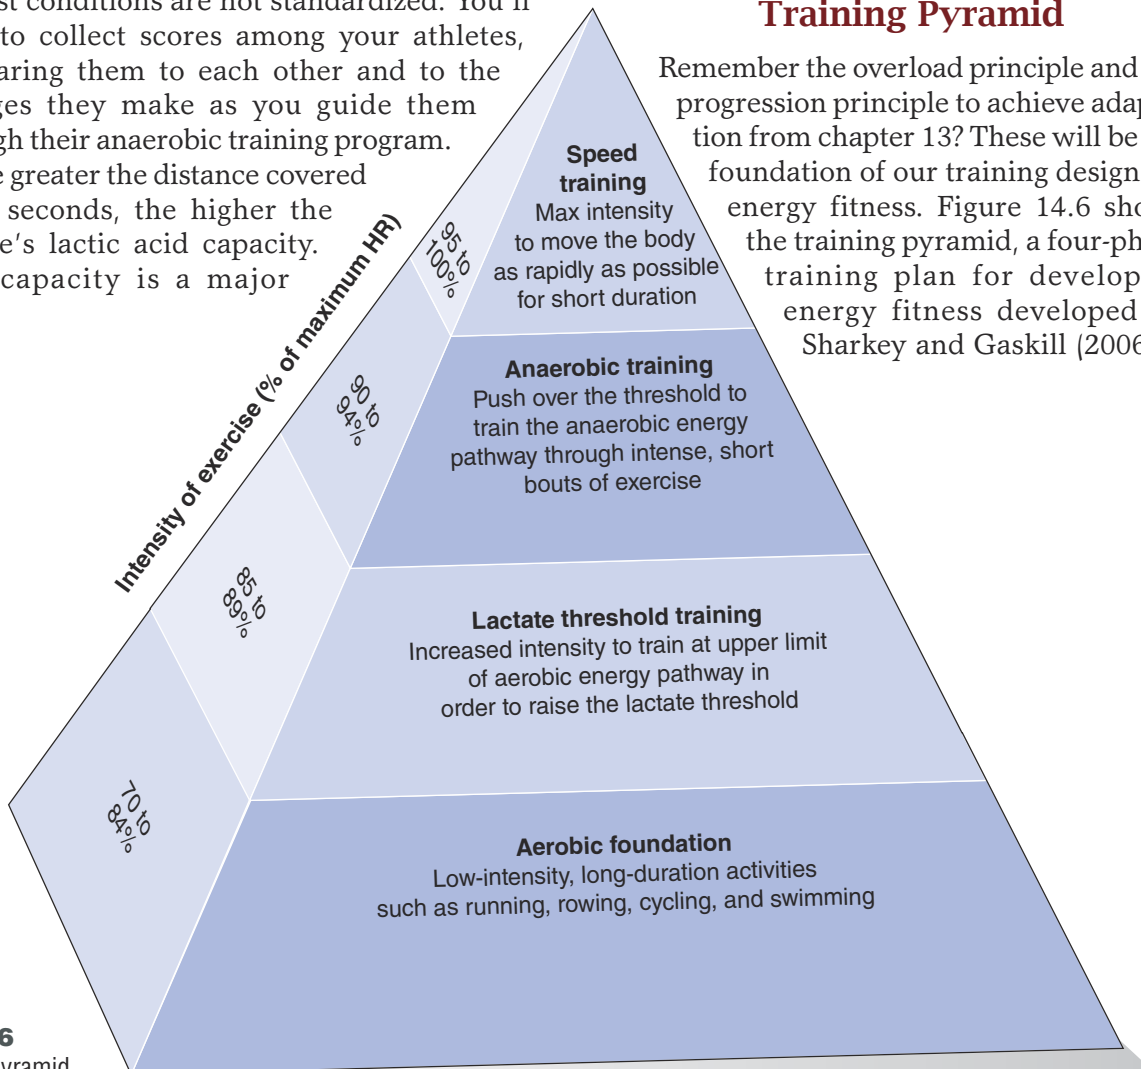 st conditions are not standardized. You'll
to collect scores among your athletes,
aring them to each other and to the
ges they make as you guide them
gh their anaerobic training program.
e greater the distance covered
seconds, the higher the
e's lactic acid capacity.
capacity is a major
Training Pyramid
Remember the overload principle and
progression principle to achieve adap
tion from chapter 13? These will be
foundation of our training design
energy fitness. Figure 14.6 sho
the training pyramid, a four-ph
training plan for develop
energy fitness developed
Sharkey and Gaskill (2006
Intensity of exercise (% of maximum HR)
95 to
100%
Speed
training
Max intensity
to move the body
as rapidly as possible
for short duration
90 to
94%
Anaerobic training
Push over the threshold to
train the anaerobic energy
pathway through intense, short
bouts of exercise
85 to
89%
Lactate threshold training
Increased intensity to train at upper limit
of aerobic energy pathway in
order to raise the lactate threshold
70 to
84%
Aerobic foundation
Low-intensity, long-duration activities
such as running, rowing, cycling, and swimming
6
yramid